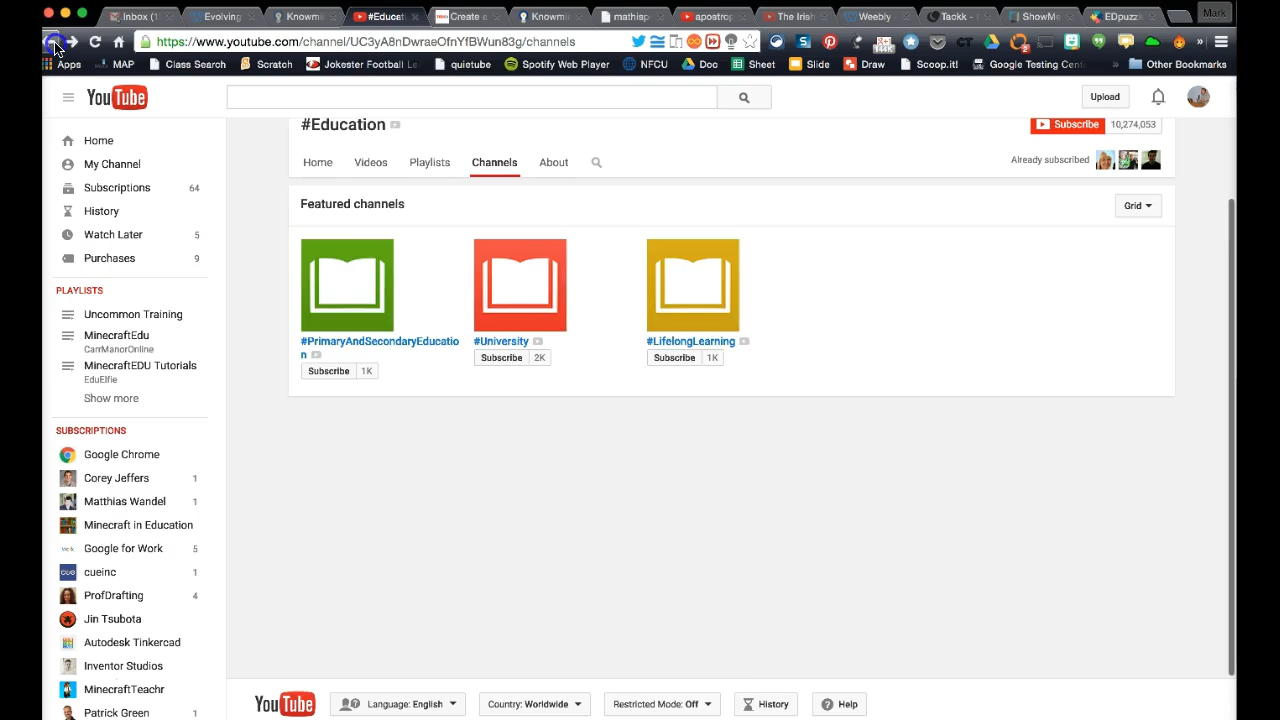 Inbox (1
Evolving
Knowmi
#Educat
Create e
Knowmin
mathisp
apostrop
The Irish
Weebly
Tackk -
ShowMe
EDpuzzl
Mark
https://www.youtube.com/channel/UC3yA8nDwraeOfnYfBWun83g/channels
144K
Apps
MAP
Class Search
Scratch
Jokester Football Le
quietube
Spotify Web Player
NFCU
Doc
Sheet
Slide
Draw
Scoop.it!
Google Testing Cent
»
Other Bookmarks
YouTube
Upload
#Education
Subscribe 10,274,053
Home
Videos
Playlists
Channels
About
Already subscribed
Featured channels
Grid
#PrimaryAndSecondaryEducatio
n
Subscribe 1K
#University
Subscribe 2K
#LifelongLearning
Subscribe 1K
Home
My Channel
Subscriptions 64
History
Watch Later 5
Purchases 9
PLAYLISTS
Uncommon Training
MinecraftEdu
CarrManorOnline
MinecraftEDU Tutorials
EduElfie
Show more
SUBSCRIPTIONS
Google Chrome
Corey Jeffers 1
Matthias Wandel 1
Minecraft in Education
Google for Work 5
cueinc 1
ProfDrafting 4
Jin Tsubota
Autodesk Tinkercad
Inventor Studios
MinecraftTeachr
Patrick Green 1
YouTube
Language: English
Country: Worldwide
Restricted Mode: Off
History
Help